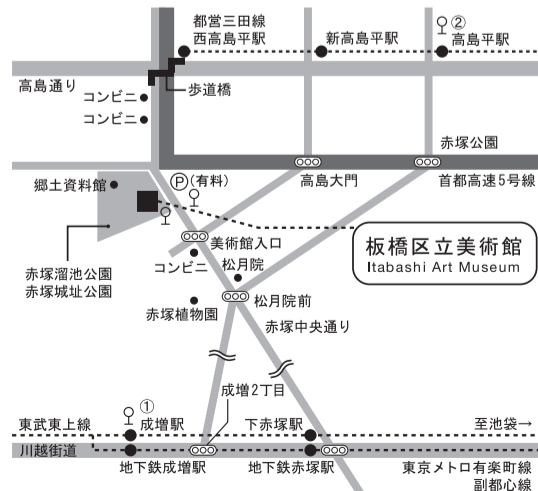 都営三田線
西高島平駅
新高島平駅
②
高島平駅
高島通り
歩道橋
コンビニ
コンビニ
赤塚公園
郷土資料館
P(有料)
高島大門
首都高速5号線
板橋区立美術館
Itabashi Art Museum
美術館入口
コンビニ
松月院
赤塚溜池公園
赤塚城址公園
赤塚植物園
松月院前
赤塚中央通り
成増2丁目
①
東武東上線
成増駅
下赤塚駅
至池袋→
川越街道
地下鉄成増駅
地下鉄赤塚駅
東京メトロ有楽町線
副都心線